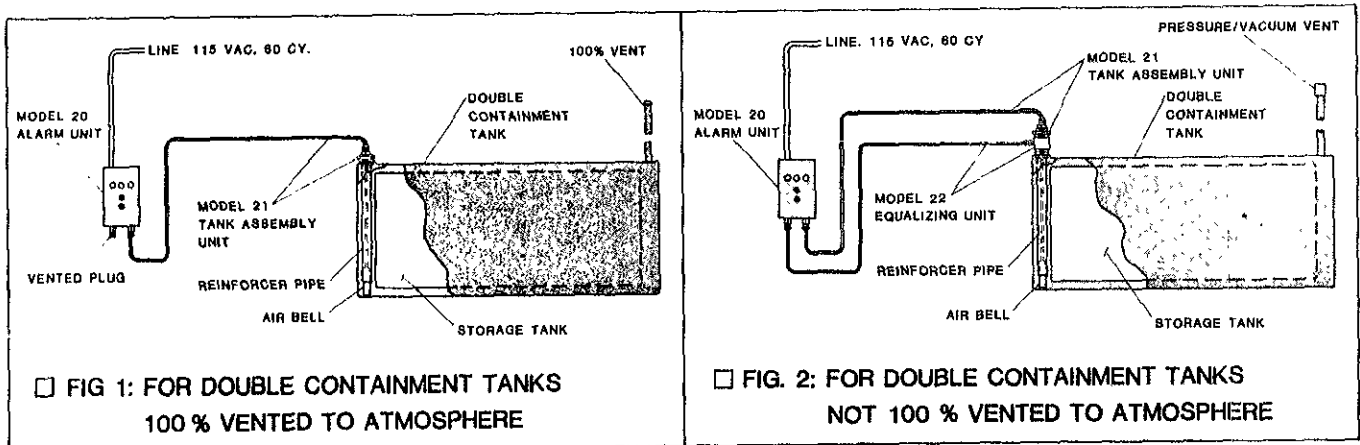 LINE 115 VAC, 60 CY.
100% VENT
DOUBLE
CONTAINMENT
TANK
MODEL 20
ALARM UNIT
MODEL 21
TANK ASSEMBLY
UNIT
VENTED PLUG
REINFORCER PIPE
AIR BELL
STORAGE TANK
☐ FIG 1: FOR DOUBLE CONTAINMENT TANKS
100 % VENTED TO ATMOSPHERE
PRESSURE/VACUUM VENT
LINE. 115 VAC, 60 CY
MODEL 21
TANK ASSEMBLY UNIT
DOUBLE
CONTAINMENT
TANK
MODEL 20
ALARM UNIT
MODEL 22
EQUALIZING UNIT
REINFORCER PIPE
AIR BELL
STORAGE TANK
☐ FIG. 2: FOR DOUBLE CONTAINMENT TANKS
NOT 100 % VENTED TO ATMOSPHERE